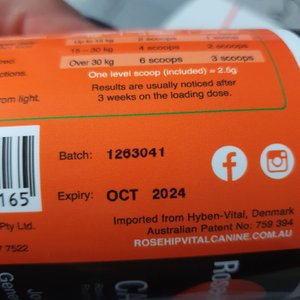 15 – 30 kg 4 scoops 2 scoops
Over 30 kg 6 scoops 3 scoops
One level scoop (included) = 2.5g
ctions.
Results are usually noticed after
3 weeks on the loading dose.
rom light.
Batch: 1263041
165
Expiry: OCT 2024
Pty Ltd.
Imported from Hyben-Vital, Denmark
Australian Patent No: 759 394
7522
ROSEHIPVITALCANINE.COM.AU